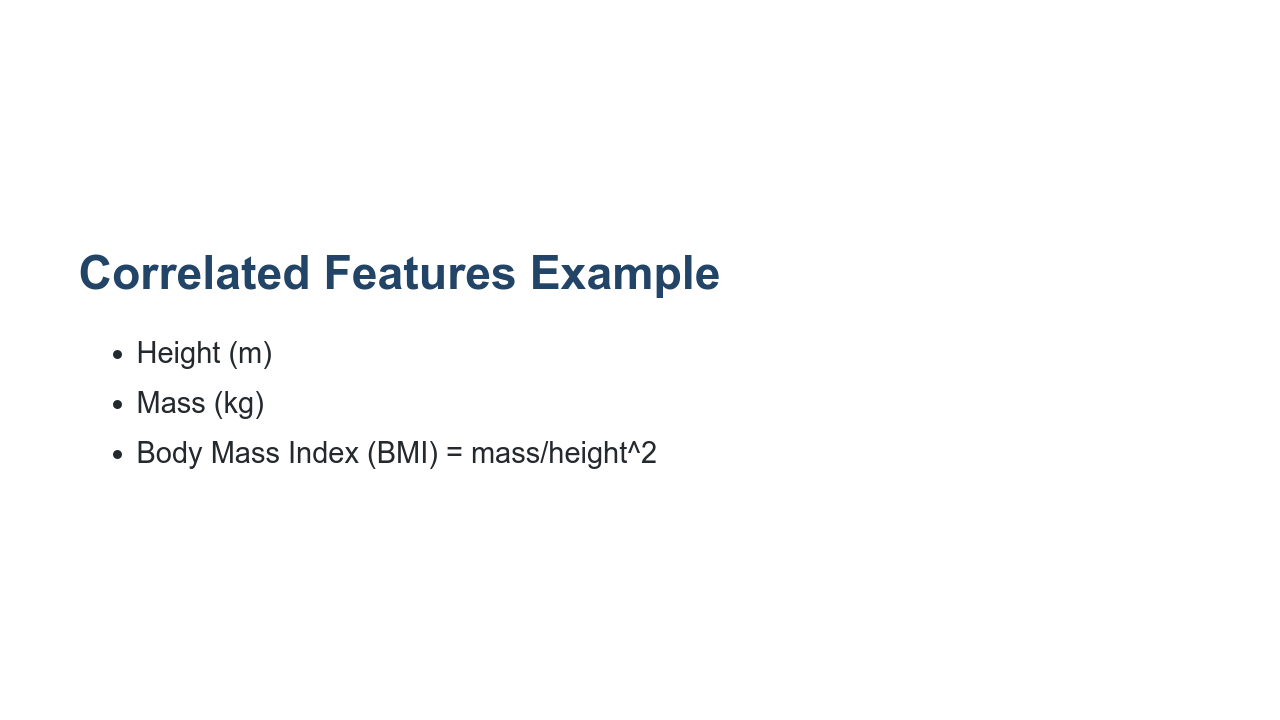 Correlated Features Example
• Height (m)
• Mass (kg)
• Body Mass Index (BMI) = mass/height^2